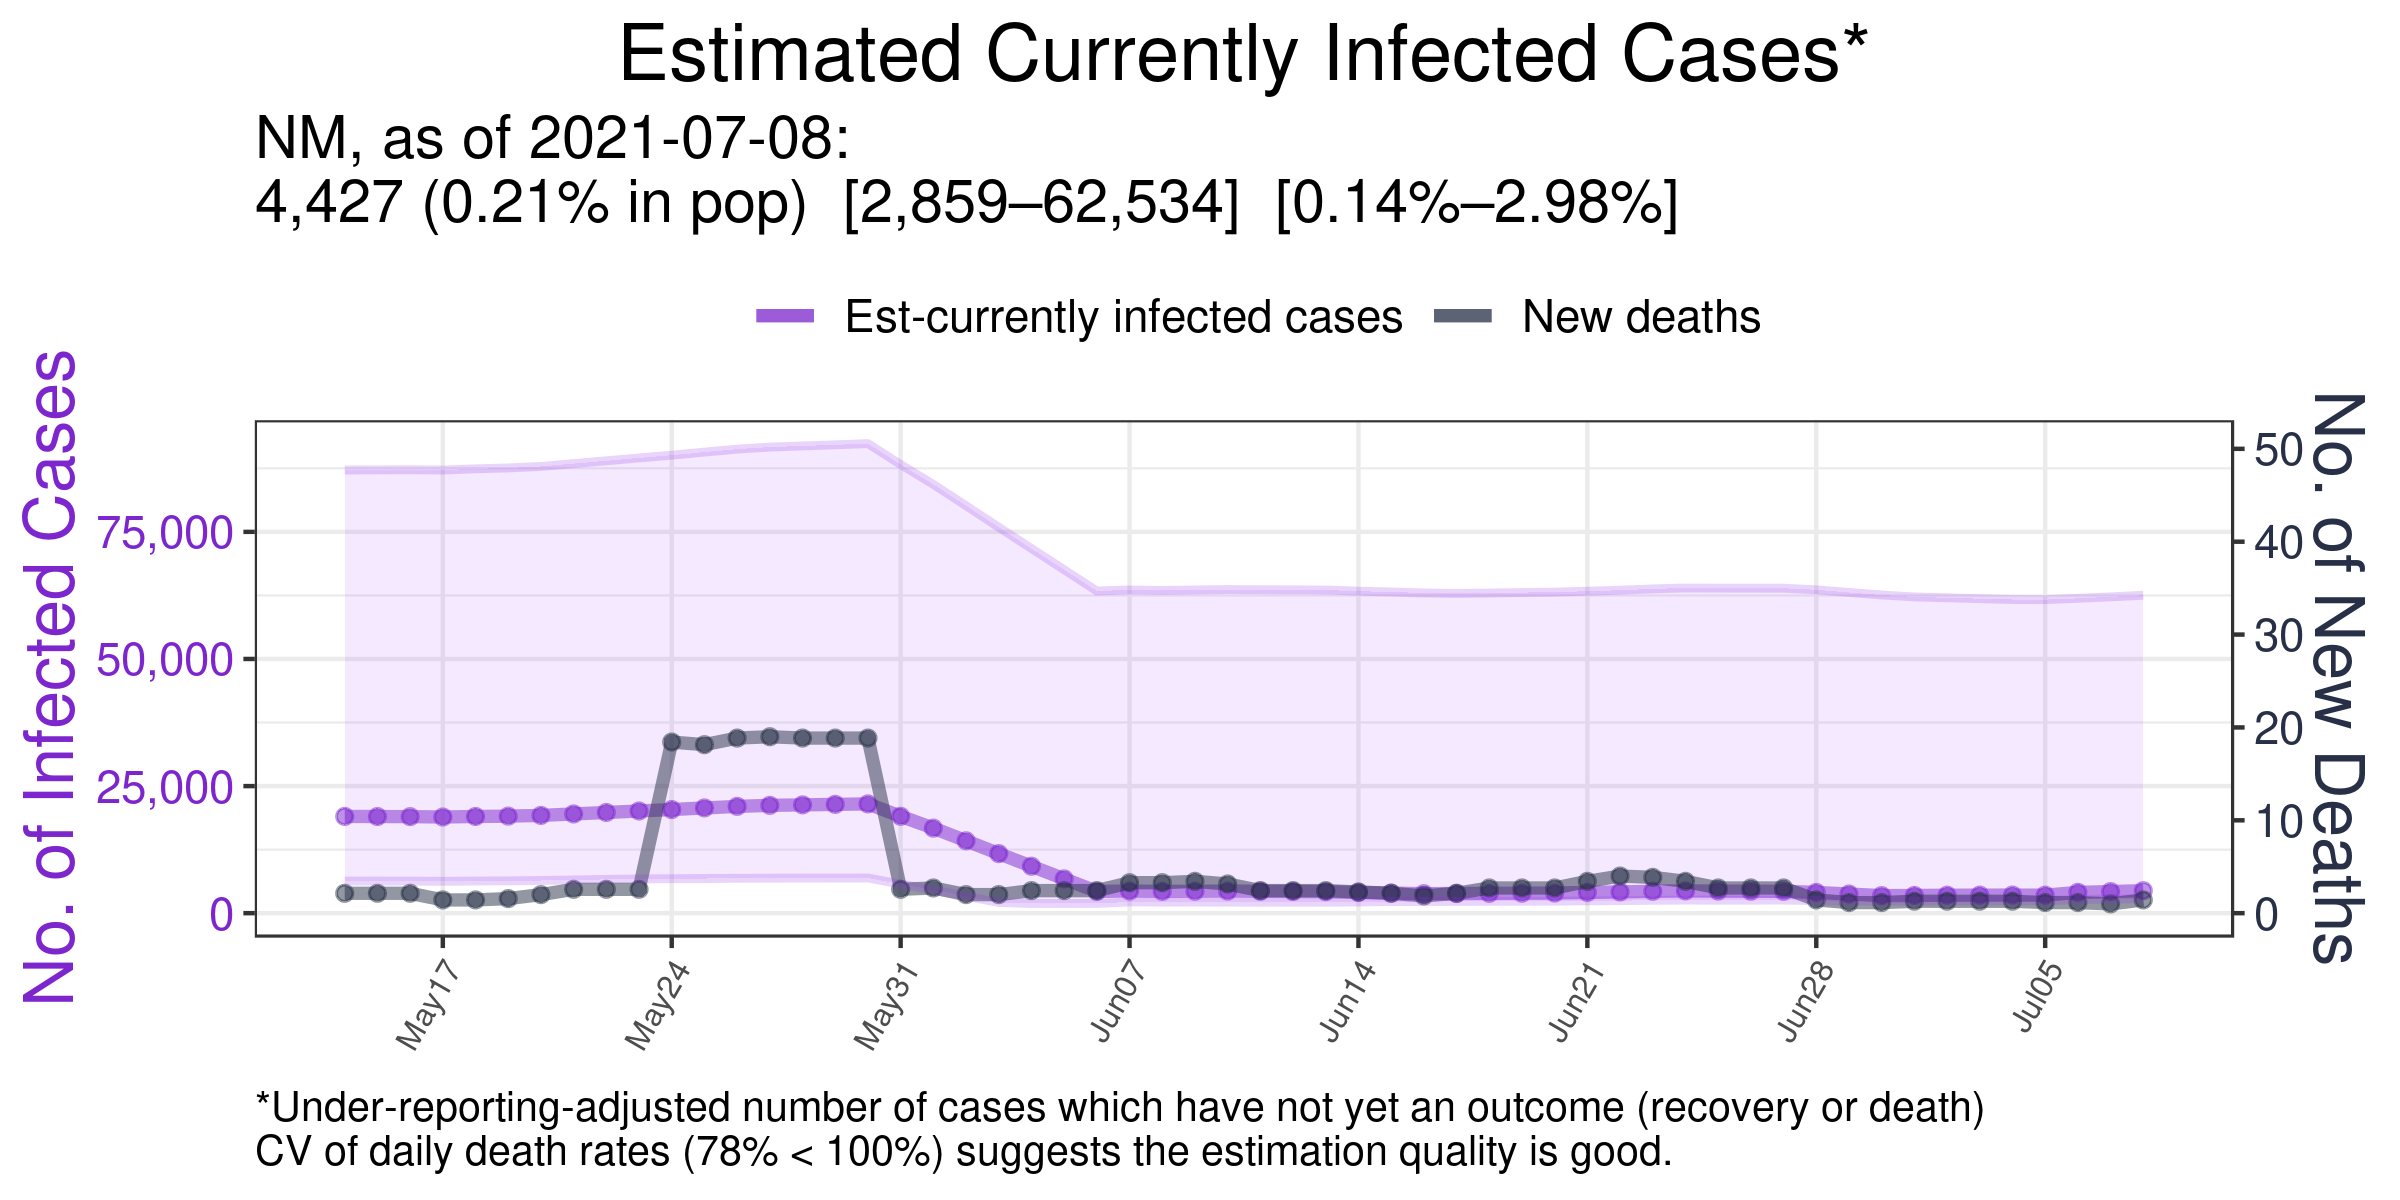 Estimated Currently Infected Cases*
NM, as of 2021-07-08:
4,427 (0.21% in pop)  [2,859–62,534]  [0.14%–2.98%]
Est-currently infected cases
New deaths
No. of Infected Cases
75,000
50,000
25,000
0
50
40
30
20
10
0
No. of New Deaths
May17
May24
May31
Jun07
Jun14
Jun21
Jun28
Jul05
*Under-reporting-adjusted number of cases which have not yet an outcome (recovery or death)
CV of daily death rates (78% < 100%) suggests the estimation quality is good.